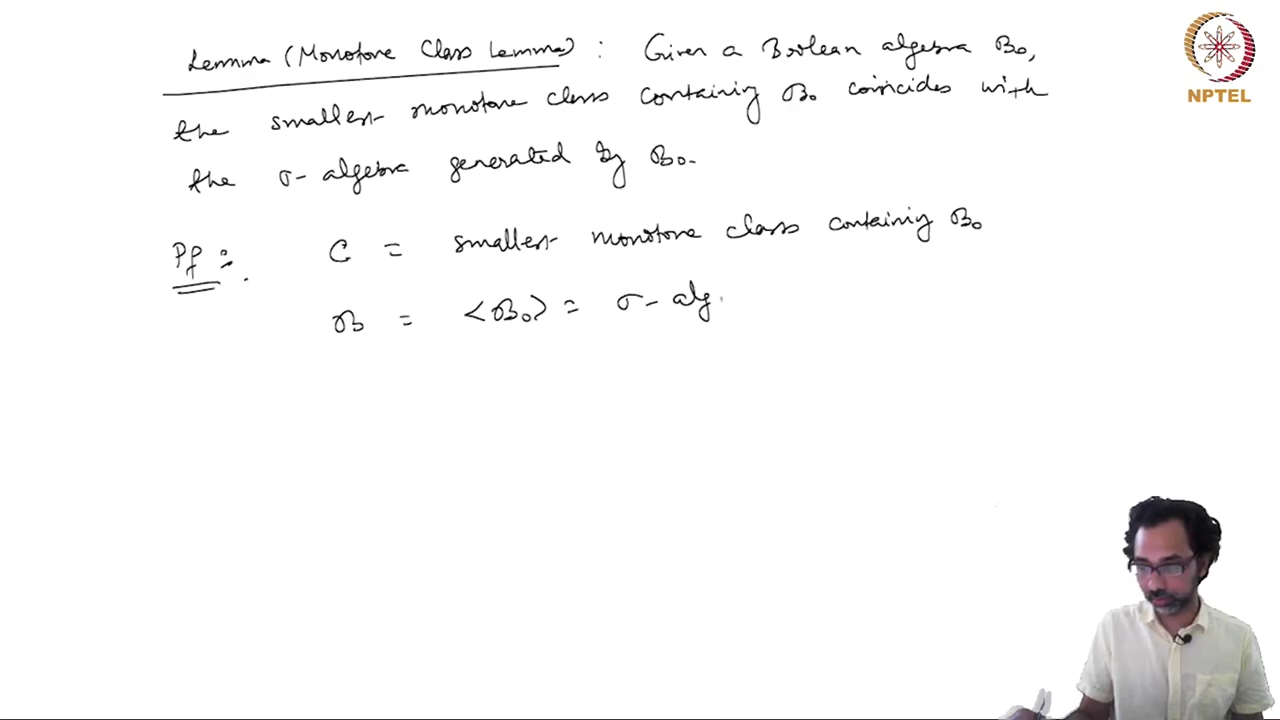 Lemma (Monotone Class Lemma) : Given a Boolean algebra B₀,
the smallest monotone class containing B₀ coincides with
the σ-algebra generated by B₀.
Pf :. C = smallest monotone class containing B₀
B = <B₀> = σ-alg.
NPTEL